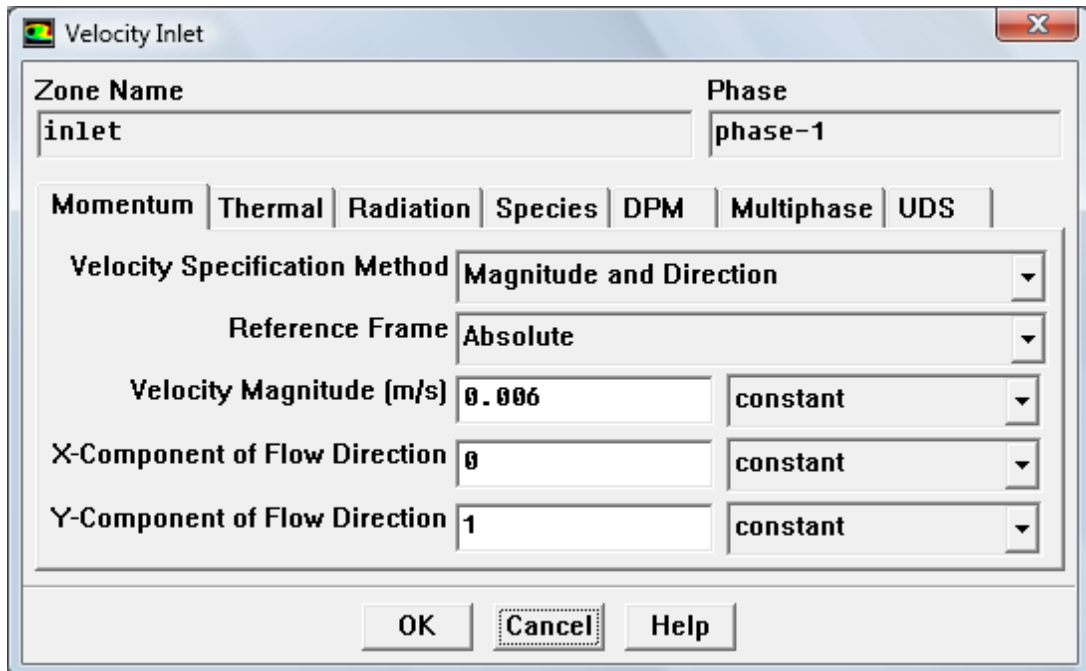 Velocity Inlet
Zone Name Phase
inlet phase-1
Momentum Thermal Radiation Species DPM Multiphase UDS
Velocity Specification Method Magnitude and Direction
Reference Frame Absolute
Velocity Magnitude (m/s) 0.006 constant
X-Component of Flow Direction 0 constant
Y-Component of Flow Direction 1 constant
OK Cancel Help